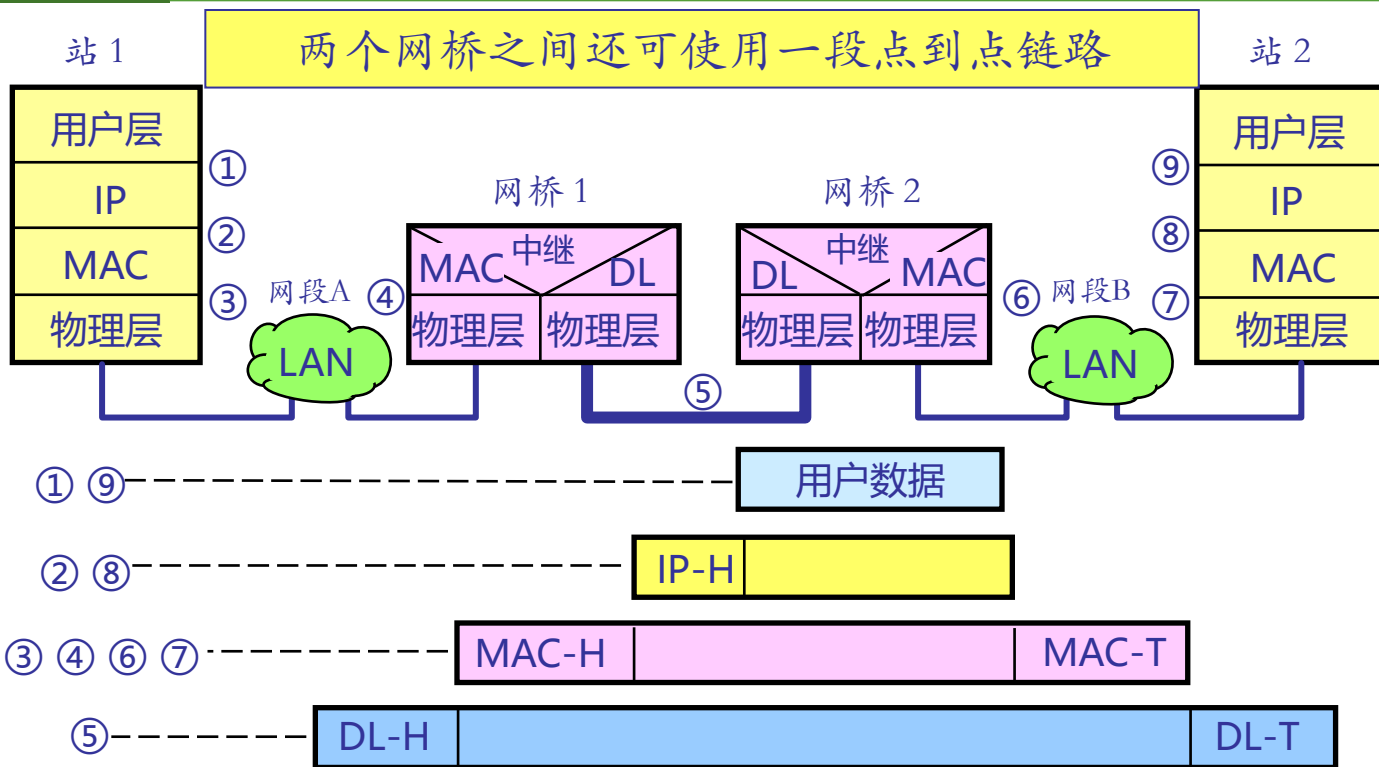 两个网桥之间还可使用一段点到点链路
站 1
站 2
用户层
IP
MAC
物理层
①
②
③
网段A
LAN
④
网桥 1
MAC
中继
DL
物理层
物理层
⑤
网桥 2
DL
中继
MAC
物理层
物理层
⑥
网段B
LAN
⑨
⑧
⑦
用户层
IP
MAC
物理层
① ⑨
用户数据
② ⑧
IP-H
③ ④ ⑥ ⑦
MAC-H
MAC-T
⑤
DL-H
DL-T